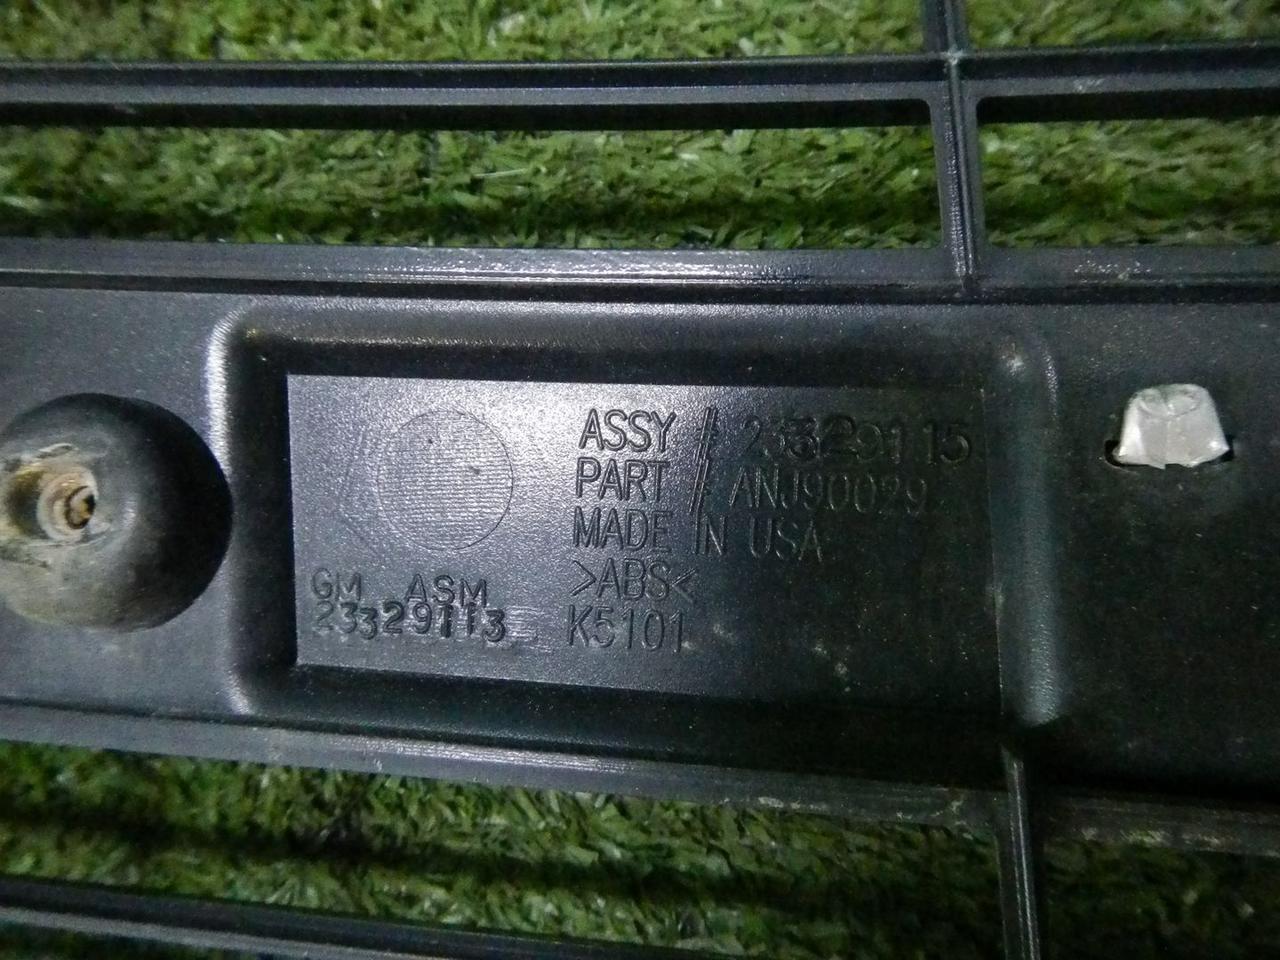 ASSY # 23329115
PART # ANJ90029
MADE IN USA
>ABS<
K5101
GM ASM
23329113